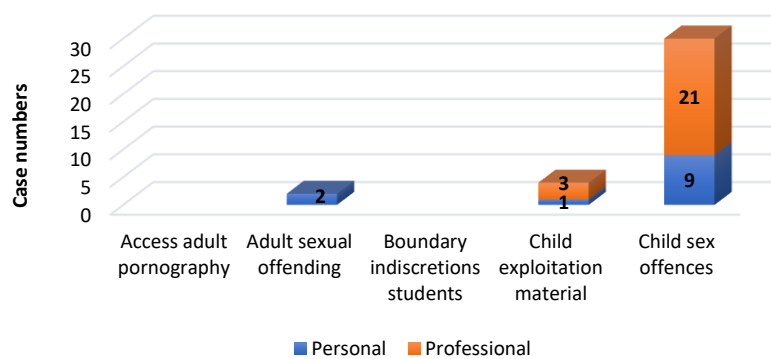 Case numbers
30
25
20
15
10
5
0
2
3
1
21
9
Access adult
pornography
Adult sexual
offending
Boundary
indiscretions
students
Child
exploitation
material
Child sex
offences
Personal
Professional